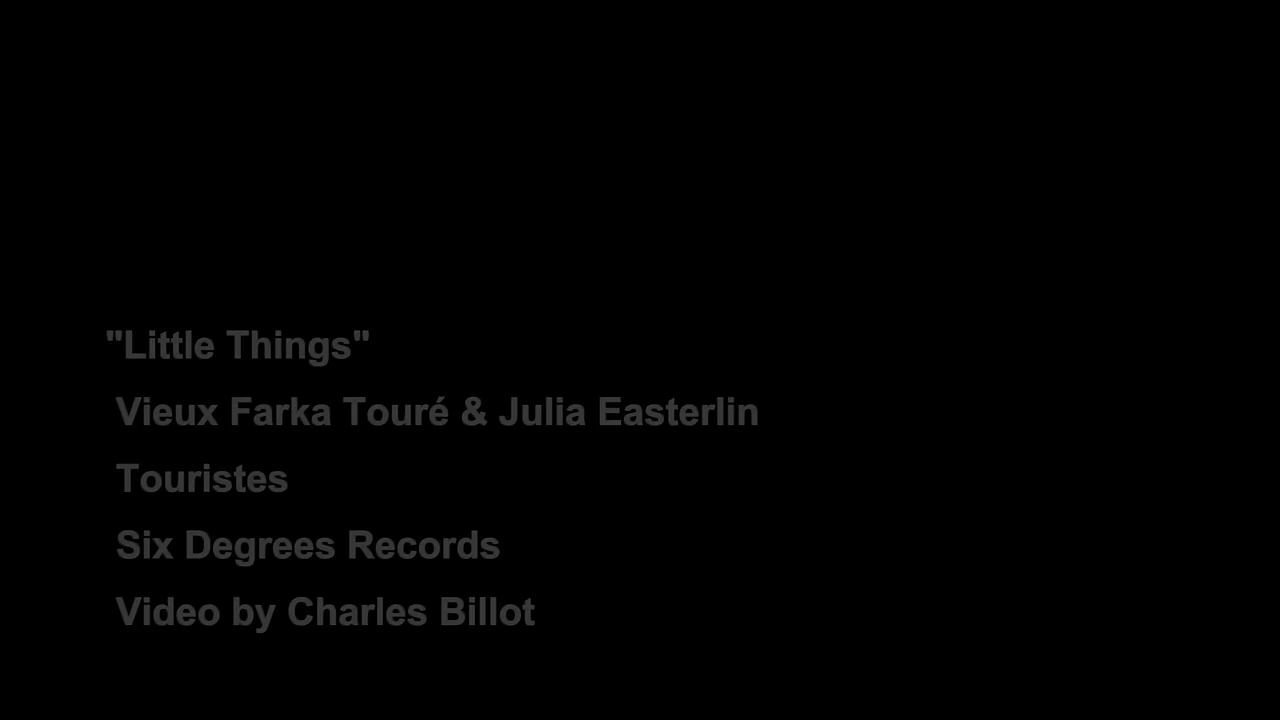 "Little Things"
Vieux Farka Touré & Julia Easterlin
Touristes
Six Degrees Records
Video by Charles Billot